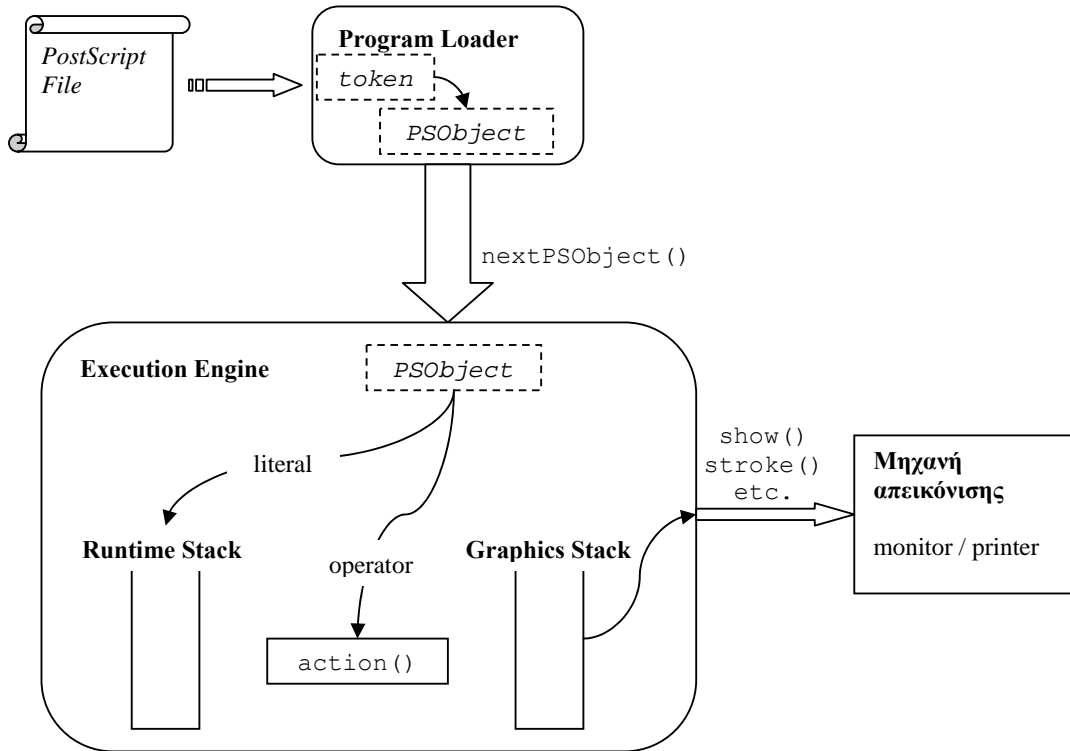 PostScript
File
Program Loader
token
PSObject
nextPSObject()
Execution Engine
PSObject
literal
operator
Runtime Stack
Graphics Stack
action()
show()
stroke()
etc.
Μηχανή
απεικόνισης
monitor / printer